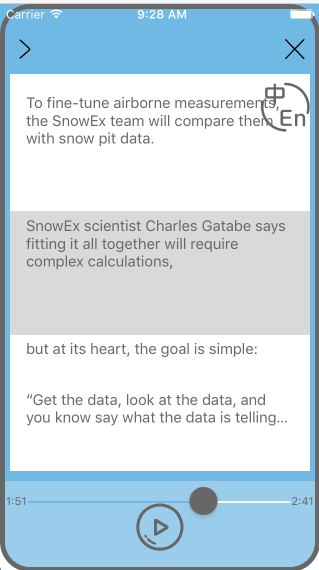 Carrier 9:28 AM
To fine-tune airborne measurements,
the SnowEx team will compare them
with snow pit data.
中
En
SnowEx scientist Charles Gatabe says
fitting it all together will require
complex calculations,
but at its heart, the goal is simple:
“Get the data, look at the data, and
you know say what the data is telling...
1:51 2:41